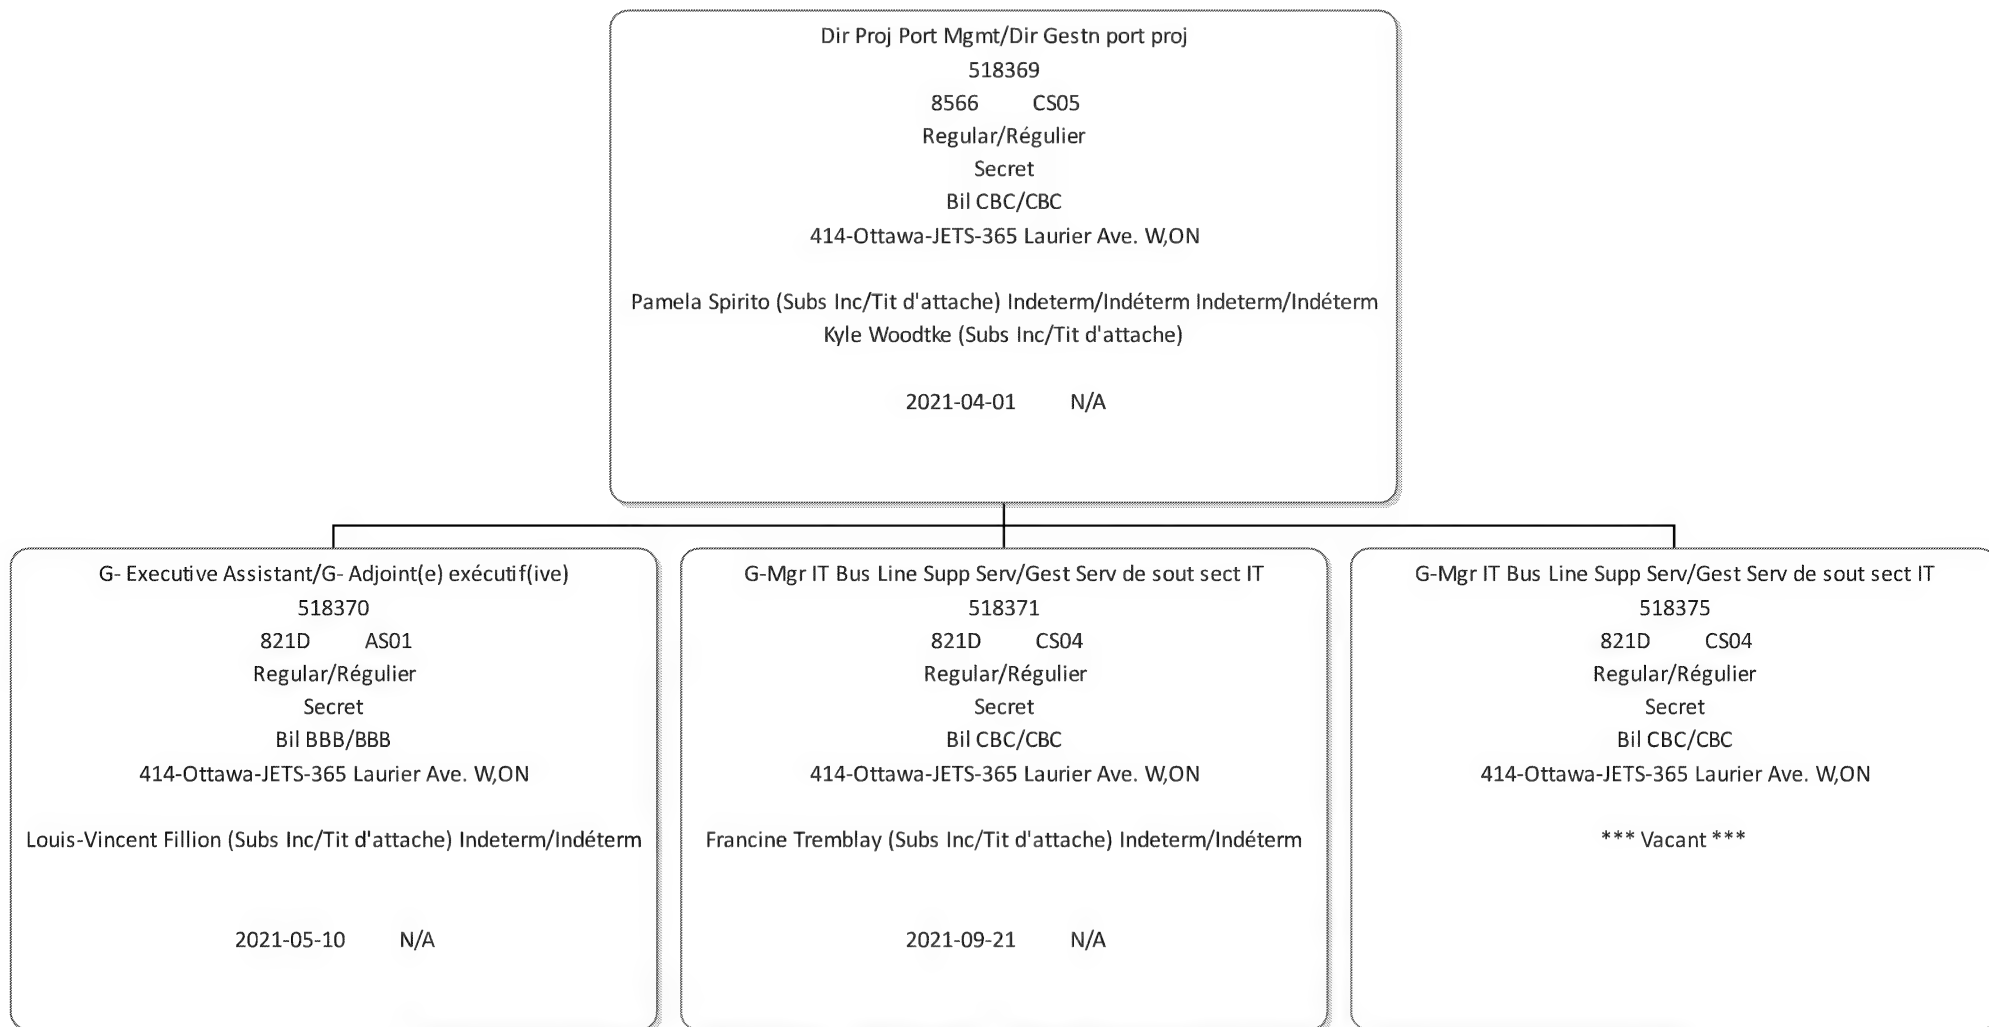 Dir Proj Port Mgmt/Dir Gestn port proj
518369
8566 CS05
Regular/Régulier
Secret
Bil CBC/CBC
414-Ottawa-JETS-365 Laurier Ave. W,ON
Pamela Spirito (Subs Inc/Tit d'attache) Indeterm/Indéterm Indeterm/Indéterm
Kyle Woodtke (Subs Inc/Tit d'attache)
2021-04-01 N/A
G- Executive Assistant/G- Adjoint(e) exécutif(ive)
518370
821D AS01
Regular/Régulier
Secret
Bil BBB/BBB
414-Ottawa-JETS-365 Laurier Ave. W,ON
Louis-Vincent Fillion (Subs Inc/Tit d'attache) Indeterm/Indéterm
2021-05-10 N/A
G-Mgr IT Bus Line Supp Serv/Gest Serv de sout sect IT
518371
821D CS04
Regular/Régulier
Secret
Bil CBC/CBC
414-Ottawa-JETS-365 Laurier Ave. W,ON
Francine Tremblay (Subs Inc/Tit d'attache) Indeterm/Indéterm
2021-09-21 N/A
G-Mgr IT Bus Line Supp Serv/Gest Serv de sout sect IT
518375
821D CS04
Regular/Régulier
Secret
Bil CBC/CBC
414-Ottawa-JETS-365 Laurier Ave. W,ON
*** Vacant ***